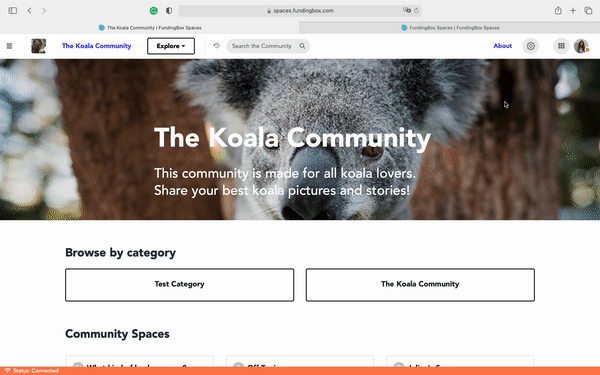 spaces.fundingbox.com
The Koala Community | FundingBox Spaces
FundingBox Spaces | FundingBox Spaces
The Koala Community
Explore
Search the Community
About
The Koala Community
This community is made for all koala lovers.
Share your best koala pictures and stories!
Browse by category
Test Category
The Koala Community
Community Spaces
Status: Connected